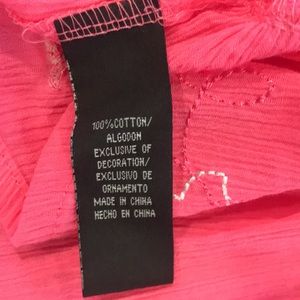 100%COTTON/
ALGODON
EXCLUSIVE OF
DECORATION/
EXCLUSIVO DE
ORNAMENTO
MADE IN CHINA
HECHO EN CHINA